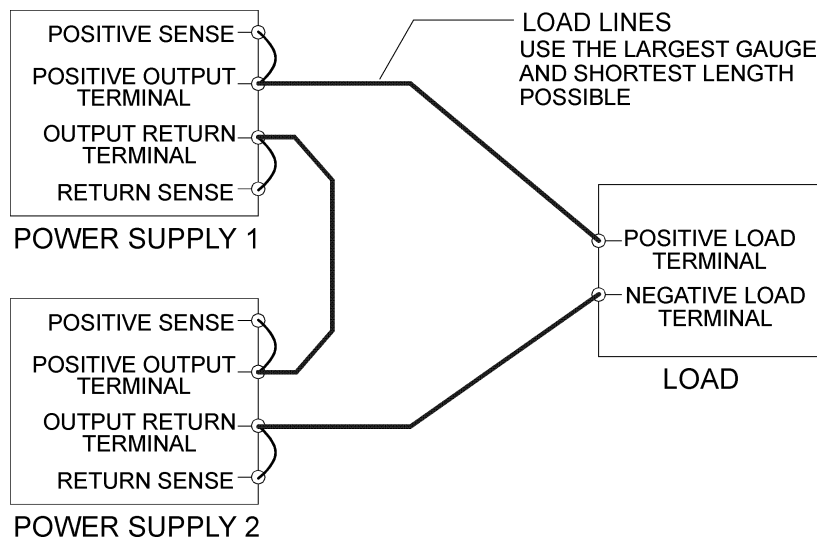 POSITIVE SENSE
POSITIVE OUTPUT
TERMINAL
OUTPUT RETURN
TERMINAL
RETURN SENSE
POWER SUPPLY 1
LOAD LINES
USE THE LARGEST GAUGE
AND SHORTEST LENGTH
POSSIBLE
POSITIVE LOAD
TERMINAL
NEGATIVE LOAD
TERMINAL
LOAD
POSITIVE SENSE
POSITIVE OUTPUT
TERMINAL
OUTPUT RETURN
TERMINAL
RETURN SENSE
POWER SUPPLY 2